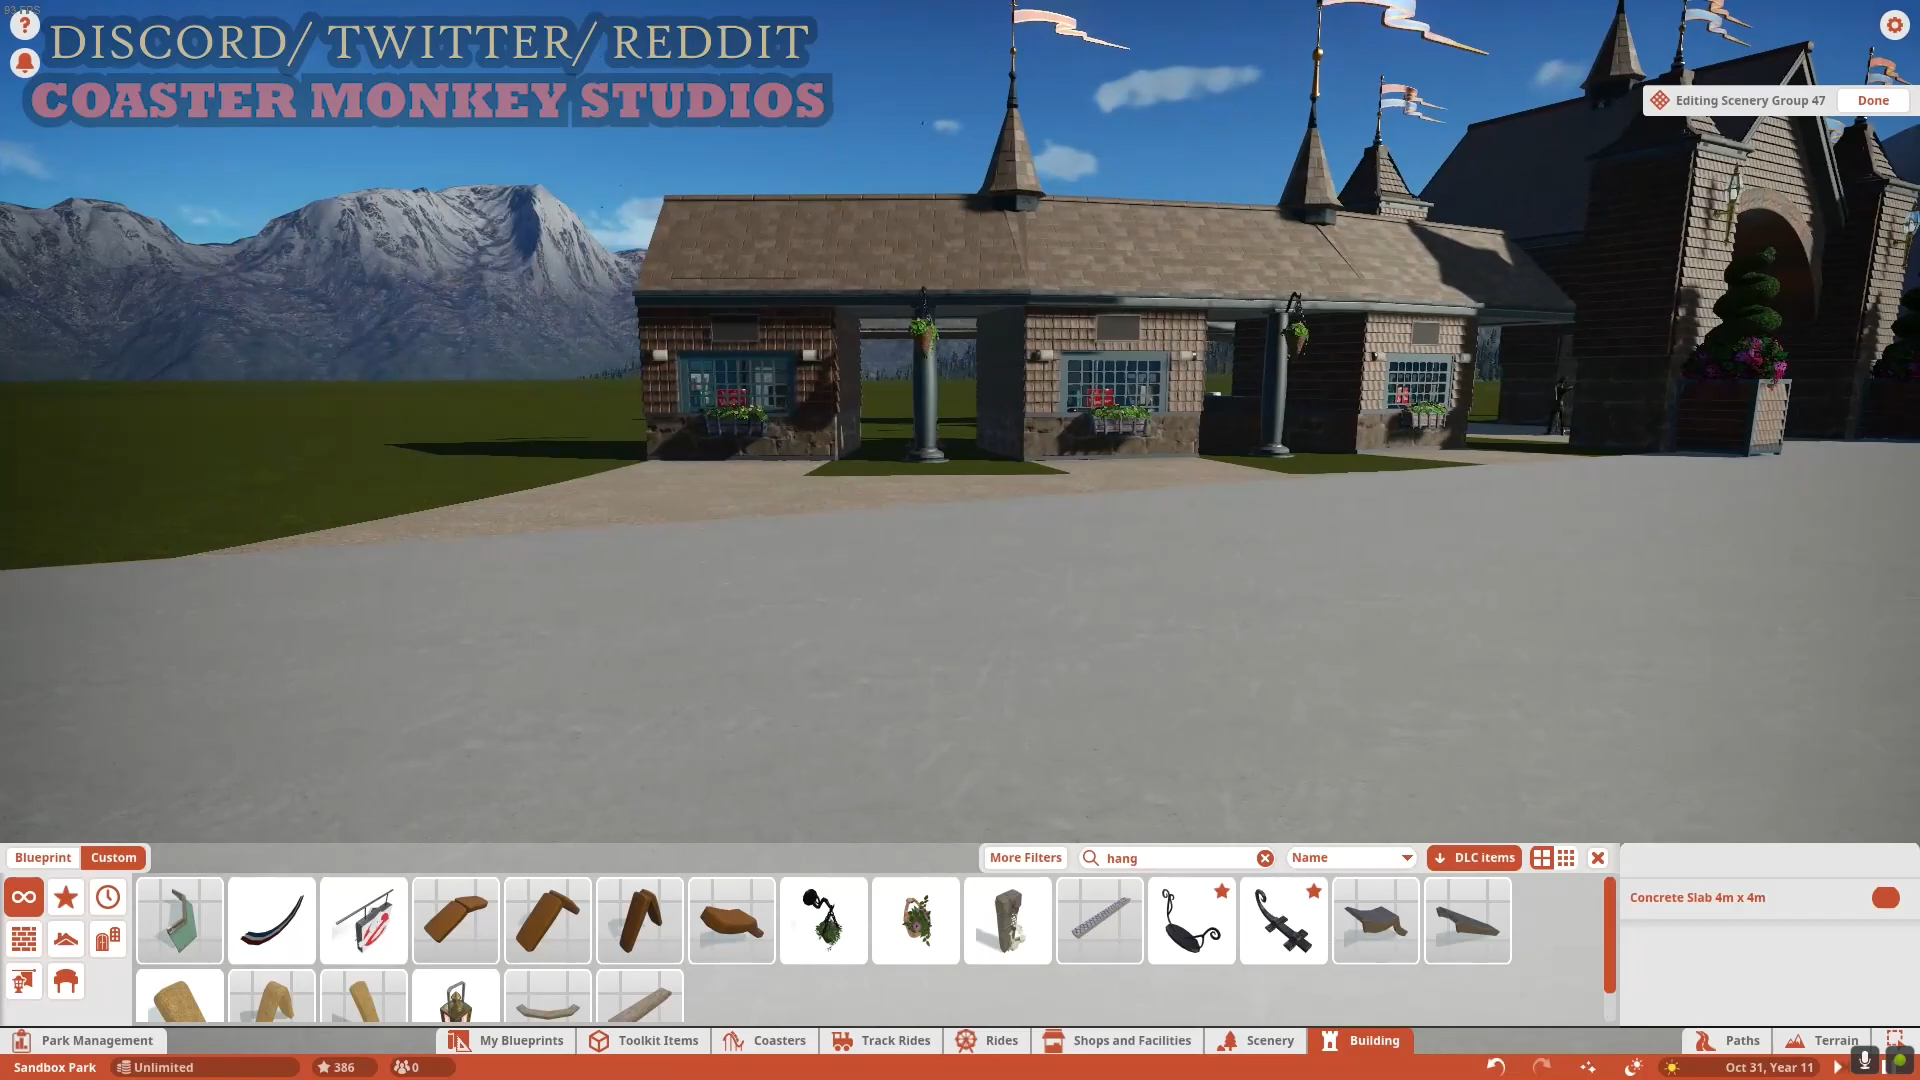 93 FPS
DISCORD/ TWITTER/ REDDIT
COASTER MONKEY STUDIOS
Editing Scenery Group 47
Done
Blueprint
Custom
More Filters
hang
Name
DLC items
Concrete Slab 4m x 4m
Park Management
My Blueprints
Toolkit Items
Coasters
Track Rides
Rides
Shops and Facilities
Scenery
Building
Paths
Terrain
Sandbox Park
Unlimited
386
0
Oct 31, Year 11